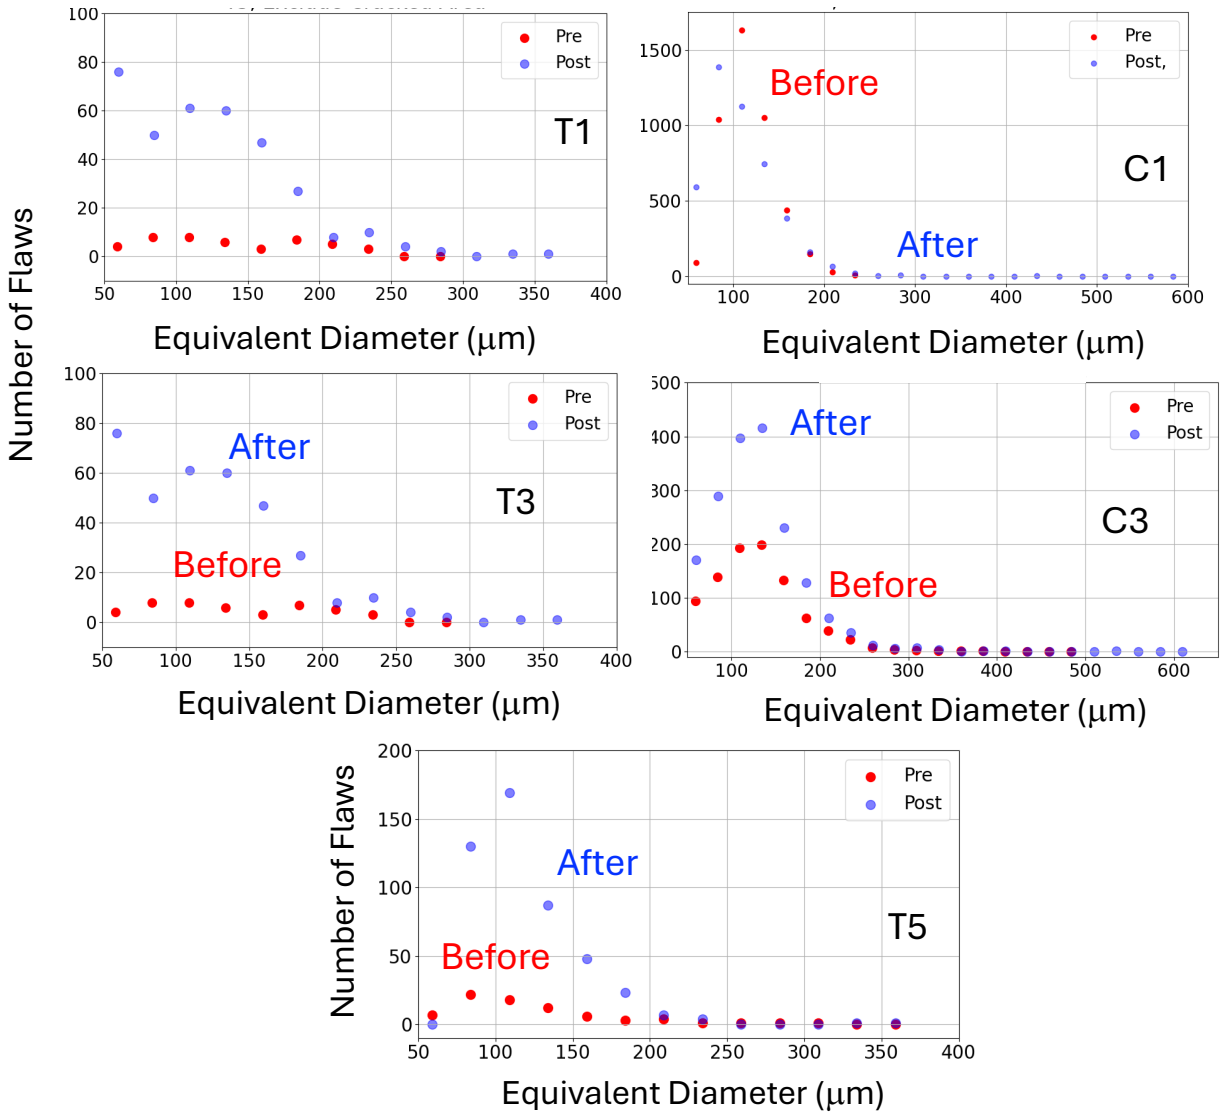 100
80
60
40
20
0
Pre
Post
T1
50 100 150 200 250 300 350 400
Equivalent Diameter (μm)
1500
1000
500
0
Pre
Post,
Before
C1
After
100 200 300 400 500 600
Equivalent Diameter (μm)
Number of Flaws
100
80
60
40
20
0
Pre
Post
After
T3
Before
50 100 150 200 250 300 350 400
Equivalent Diameter (μm)
500
400
300
200
100
0
Pre
Post
After
C3
Before
100 200 300 400 500 600
Equivalent Diameter (μm)
Number of Flaws
200
150
100
50
0
Pre
Post
After
T5
Before
50 100 150 200 250 300 350 400
Equivalent Diameter (μm)